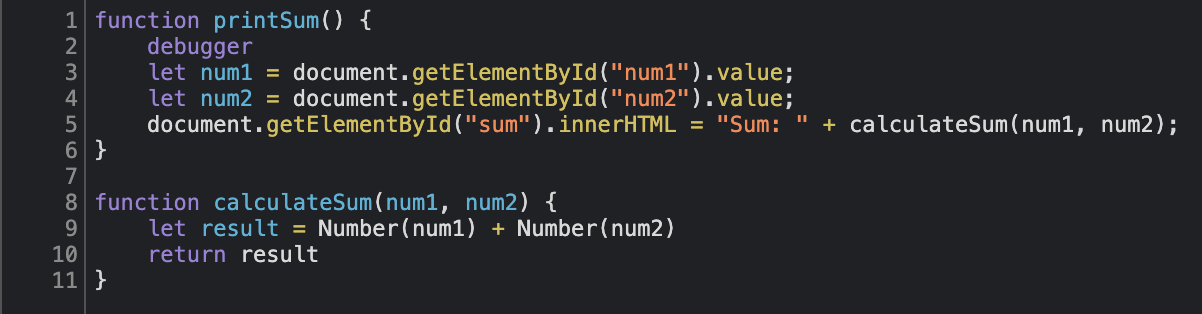 1 function printSum() {
2     debugger
3     let num1 = document.getElementById("num1").value;
4     let num2 = document.getElementById("num2").value;
5     document.getElementById("sum").innerHTML = "Sum: " + calculateSum(num1, num2);
6 }
7
8 function calculateSum(num1, num2) {
9     let result = Number(num1) + Number(num2)
10     return result
11 }